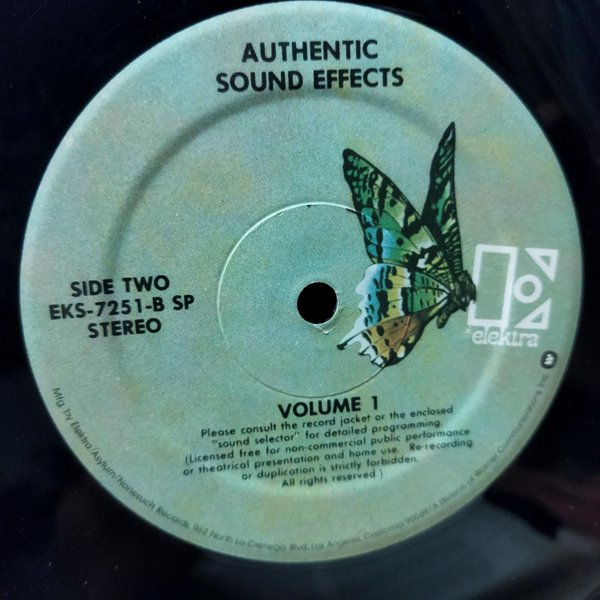 AUTHENTIC
SOUND EFFECTS
SIDE TWO
EKS-7251-B SP
STEREO
elektra
VOLUME 1
Please consult the record jacket or the enclosed
"sound selector" for detailed programming
(Licensed free for non-commercial public performance
or theatrical presentation and home use. Re-recording
or duplication is strictly forbidden.
All rights reserved.)
Mfg. by Elektra/Asylum/Nonesuch Records, 962 North La Cienega Blvd., Los Angeles, California 90069/A Division of Warner Communications Inc.